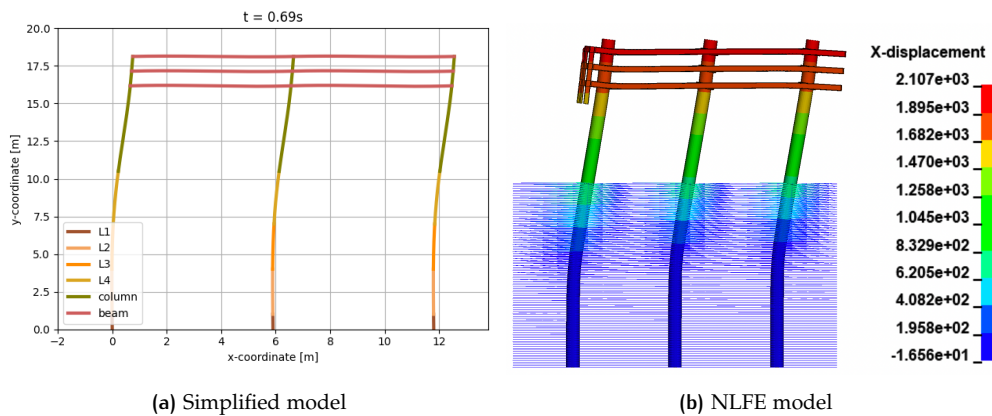 t = 0.69s
20.0
17.5
15.0
12.5
10.0
7.5
5.0
2.5
0.0
y-coordinate [m]
L1
L2
L3
L4
column
beam
−2 0 2 4 6 8 10 12
x-coordinate [m]
(a) Simplified model
X-displacement
2.107e+03
1.895e+03
1.682e+03
1.470e+03
1.258e+03
1.045e+03
8.329e+02
6.205e+02
4.082e+02
1.958e+02
-1.656e+01
(b) NLFE model